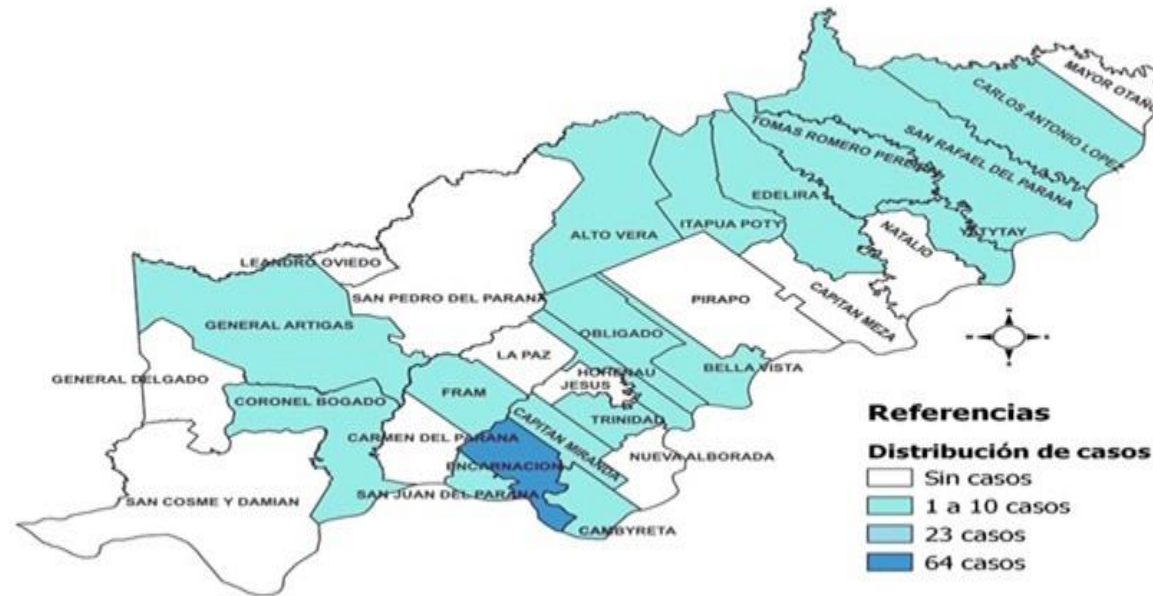 MAYOR OTAÑO
CARLOS ANTONIO LOPEZ
SAN RAFAEL DEL PARANA
TOMAS ROMERO PEREIRA
EDELIRA
YATYTAY
NATALIO
ITAPUA POTY
ALTO VERA
LEANDRO OVIEDO
SAN PEDRO DEL PARANA
PIRAPO
CAPITAN MEZA
GENERAL ARTIGAS
OBLIGADO
LA PAZ
BELLA VISTA
HOHENAU
JESUS
GENERAL DELGADO
FRAM
CORONEL BOGADO
TRINIDAD
CAPITAN MIRANDA
CARMEN DEL PARANA
NUEVA ALBORADA
ENCARNACION
SAN JUAN DEL PARANA
SAN COSME Y DAMIAN
CAMBYRETA
Referencias
Distribución de casos
Sin casos
1 a 10 casos
23 casos
64 casos